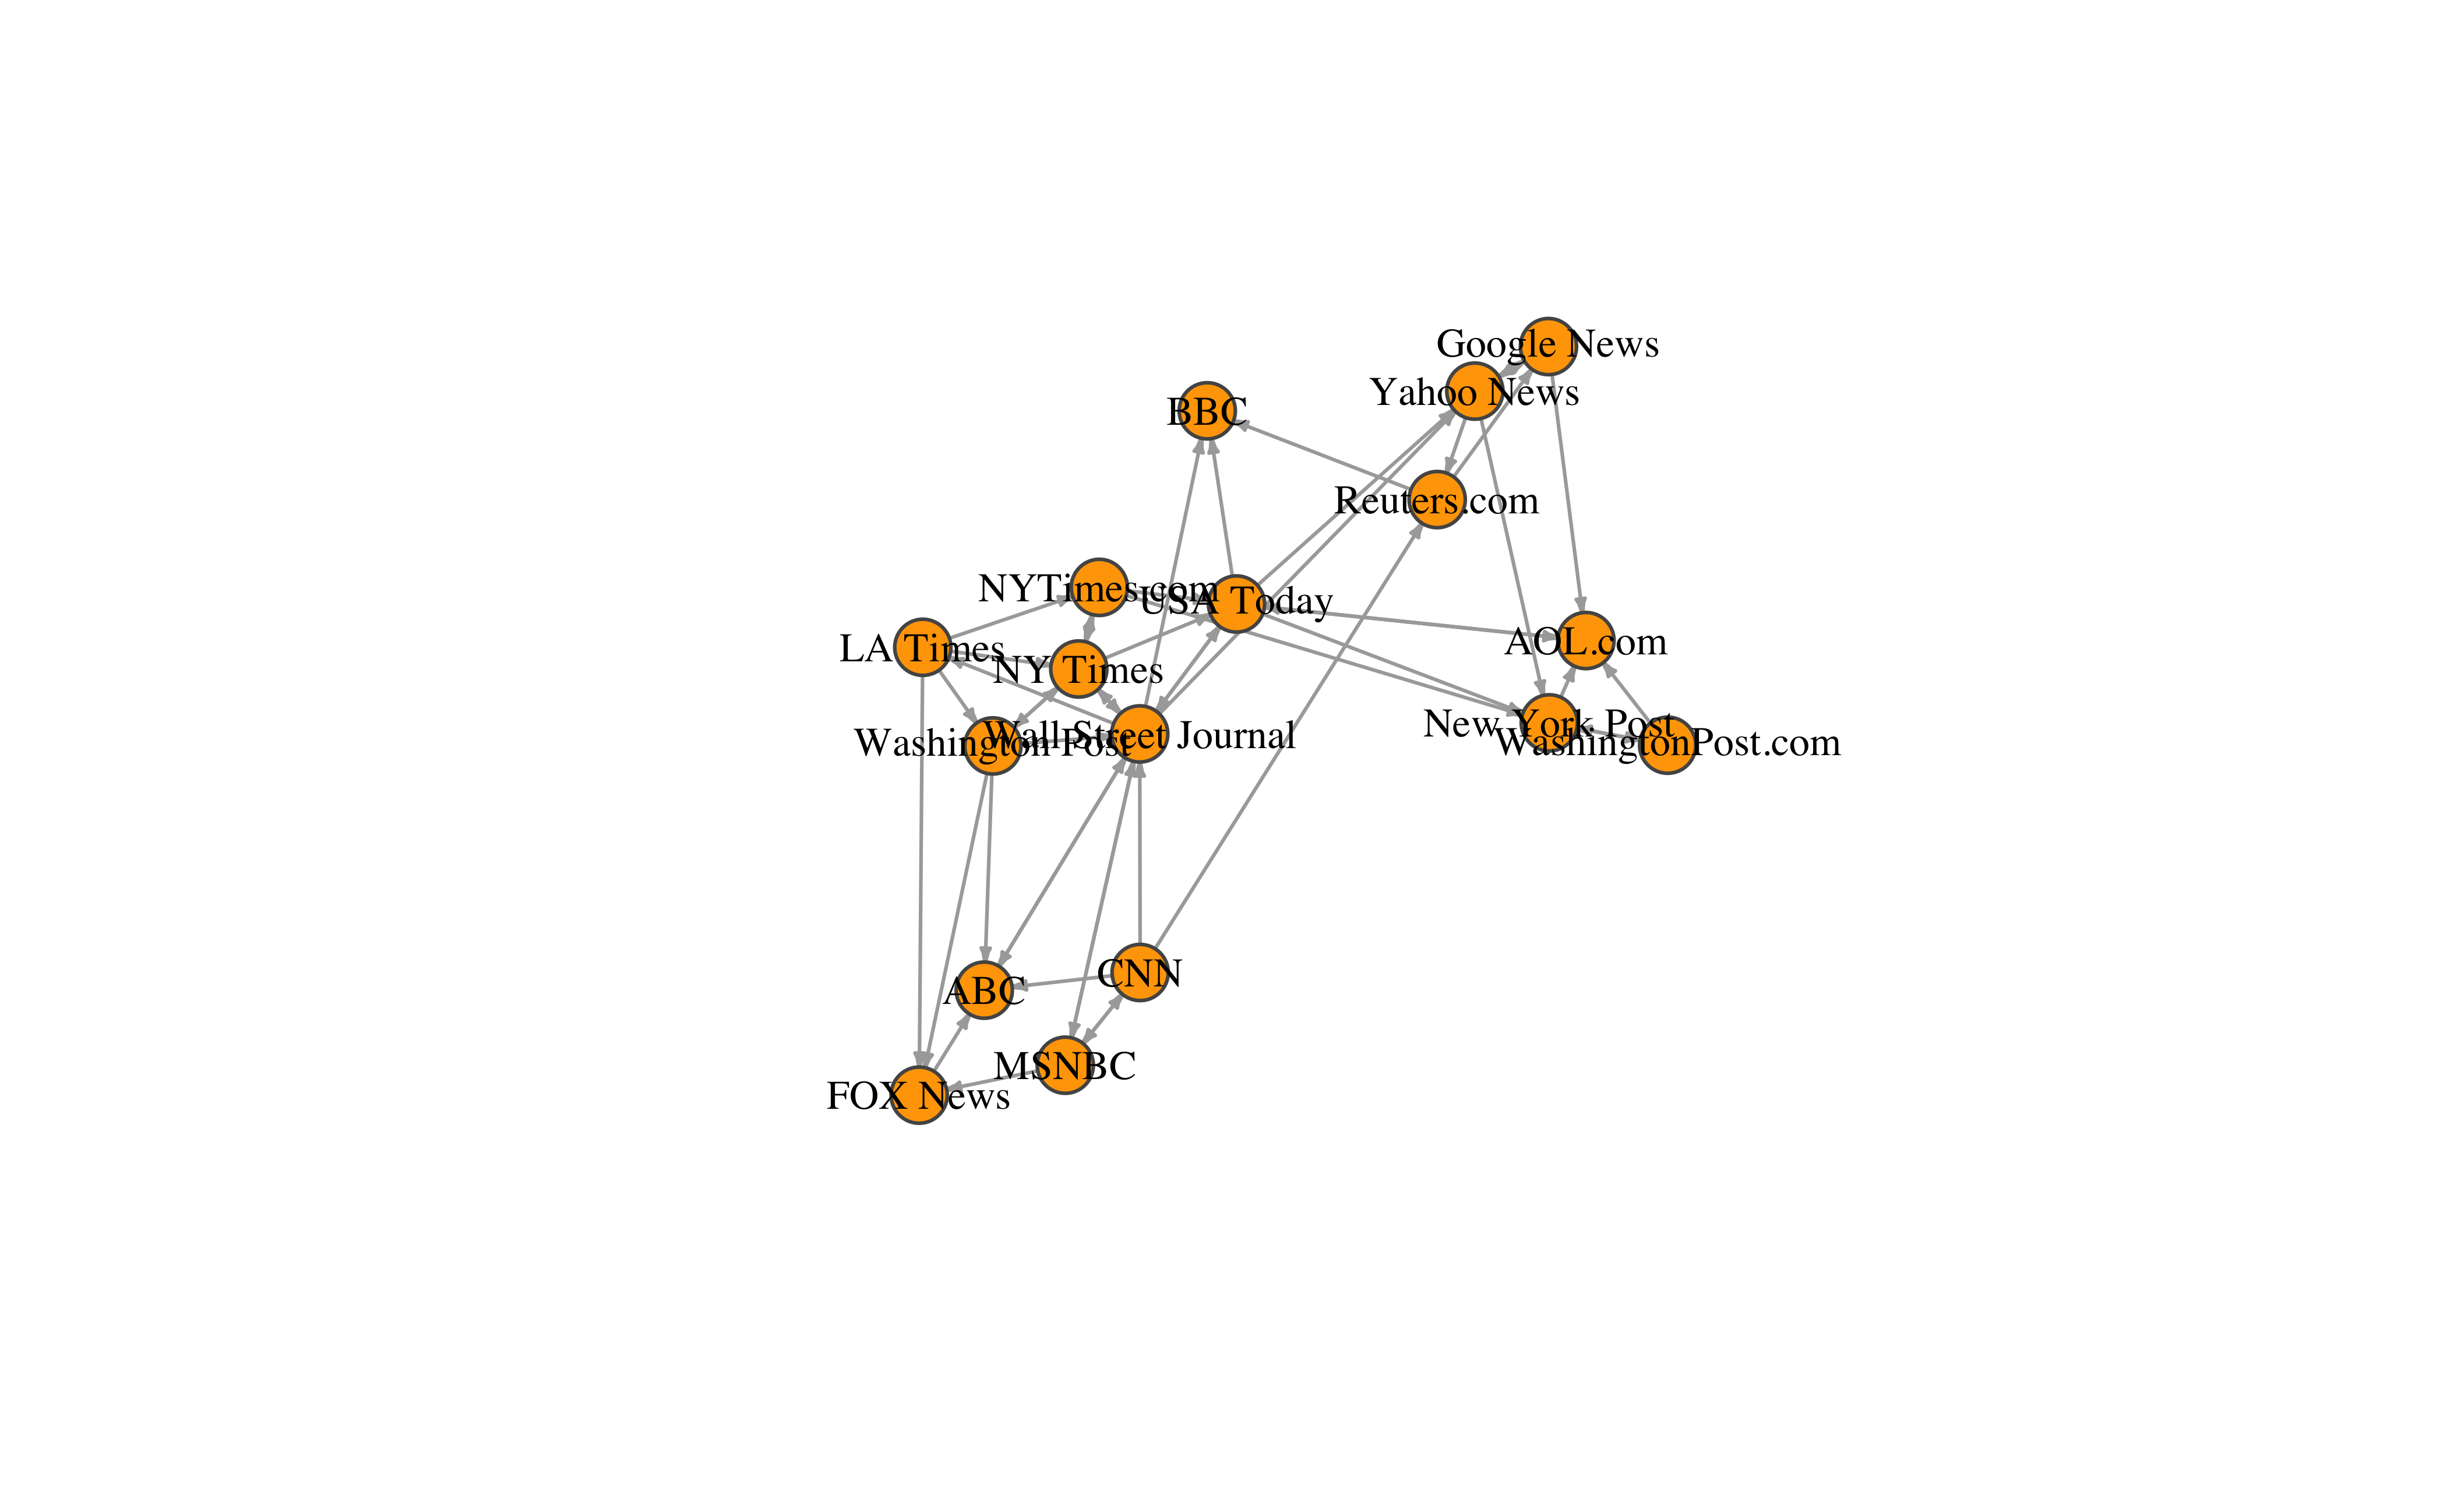 Google News
Yahoo News
BBC
Reuters.com
NYTimes.com
USA Today
LA Times
AOL.com
NY Times
New York Post
Wall Street Journal
Washington Post
WashingtonPost.com
CNN
ABC
MSNBC
FOX News